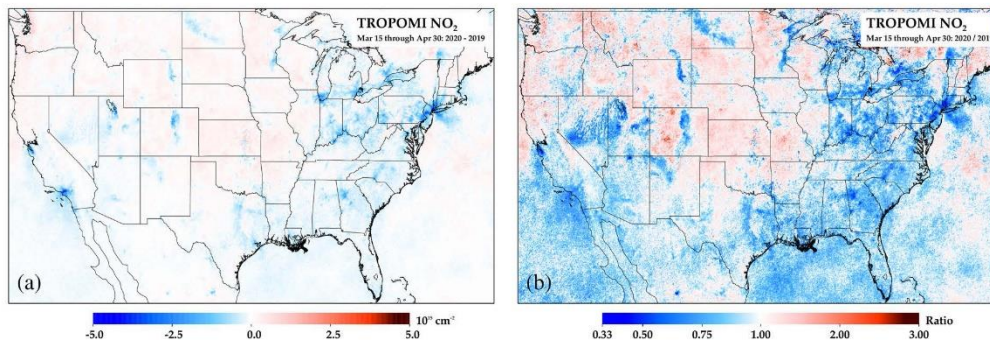 TROPOMI NO₂
Mar 15 through Apr 30: 2020 - 2019
(a)
-5.0 -2.5 0.0 2.5 5.0 10¹⁵ cm⁻²
TROPOMI NO₂
Mar 15 through Apr 30: 2020 / 201
(b)
0.33 0.50 0.75 1.00 2.00 3.00 Ratio